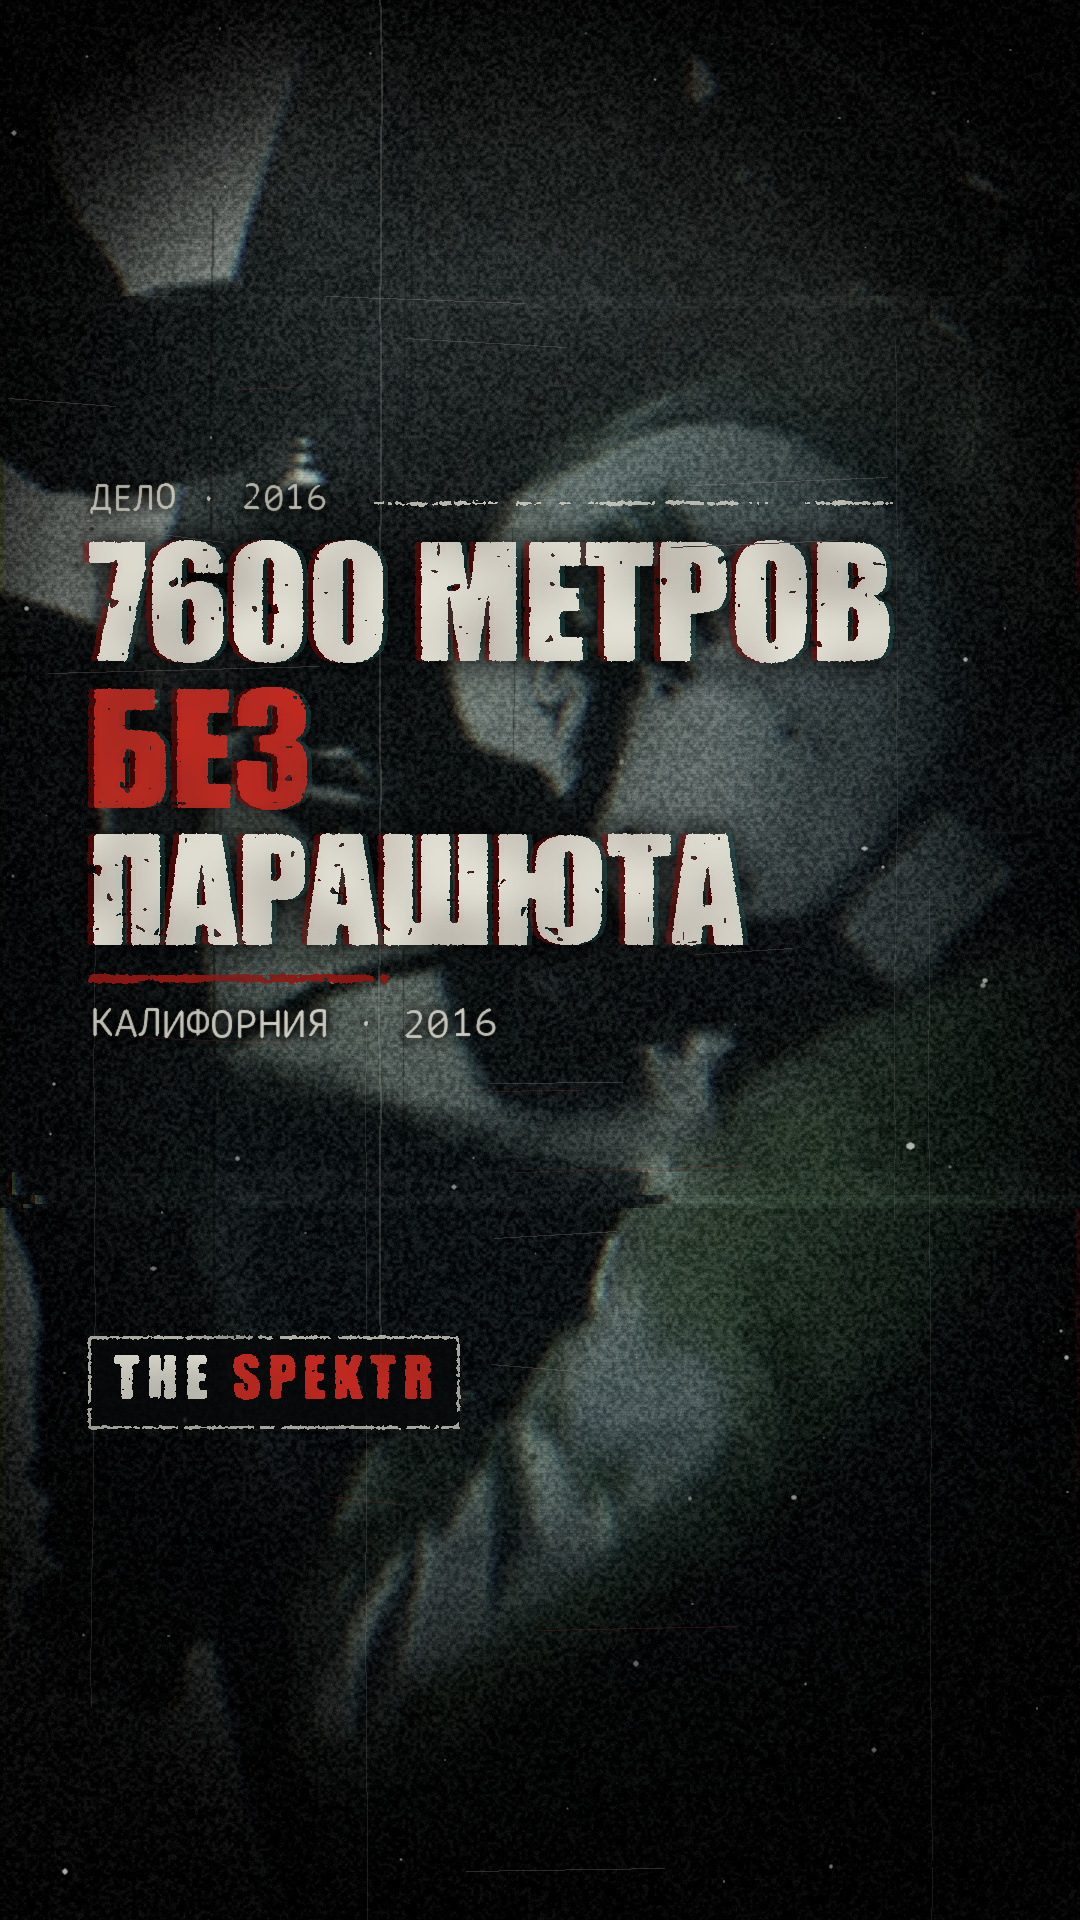 ДЕЛО · 2016
7600 МЕТРОВ
БЕЗ
ПАРАШЮТА
КАЛИФОРНИЯ · 2016
THE SPEKTR